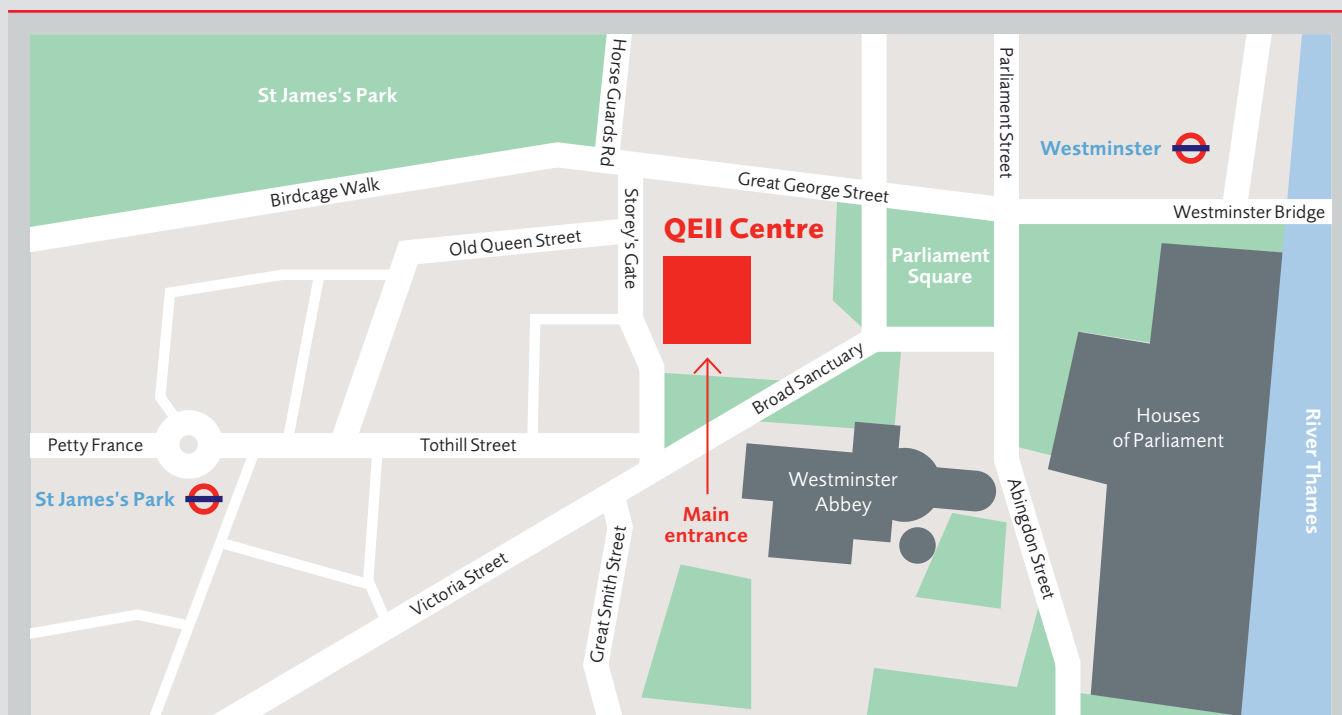 Horse Guards Rd
Parliament Street
St James's Park
Westminster
Birdcage Walk
Great George Street
Westminster Bridge
Storey's Gate
QEII Centre
Old Queen Street
Parliament
Square
Broad Sanctuary
Houses
of Parliament
River Thames
Petty France
Tothill Street
Westminster
Abbey
St James's Park
Main
entrance
Abingdon Street
Victoria Street
Great Smith Street